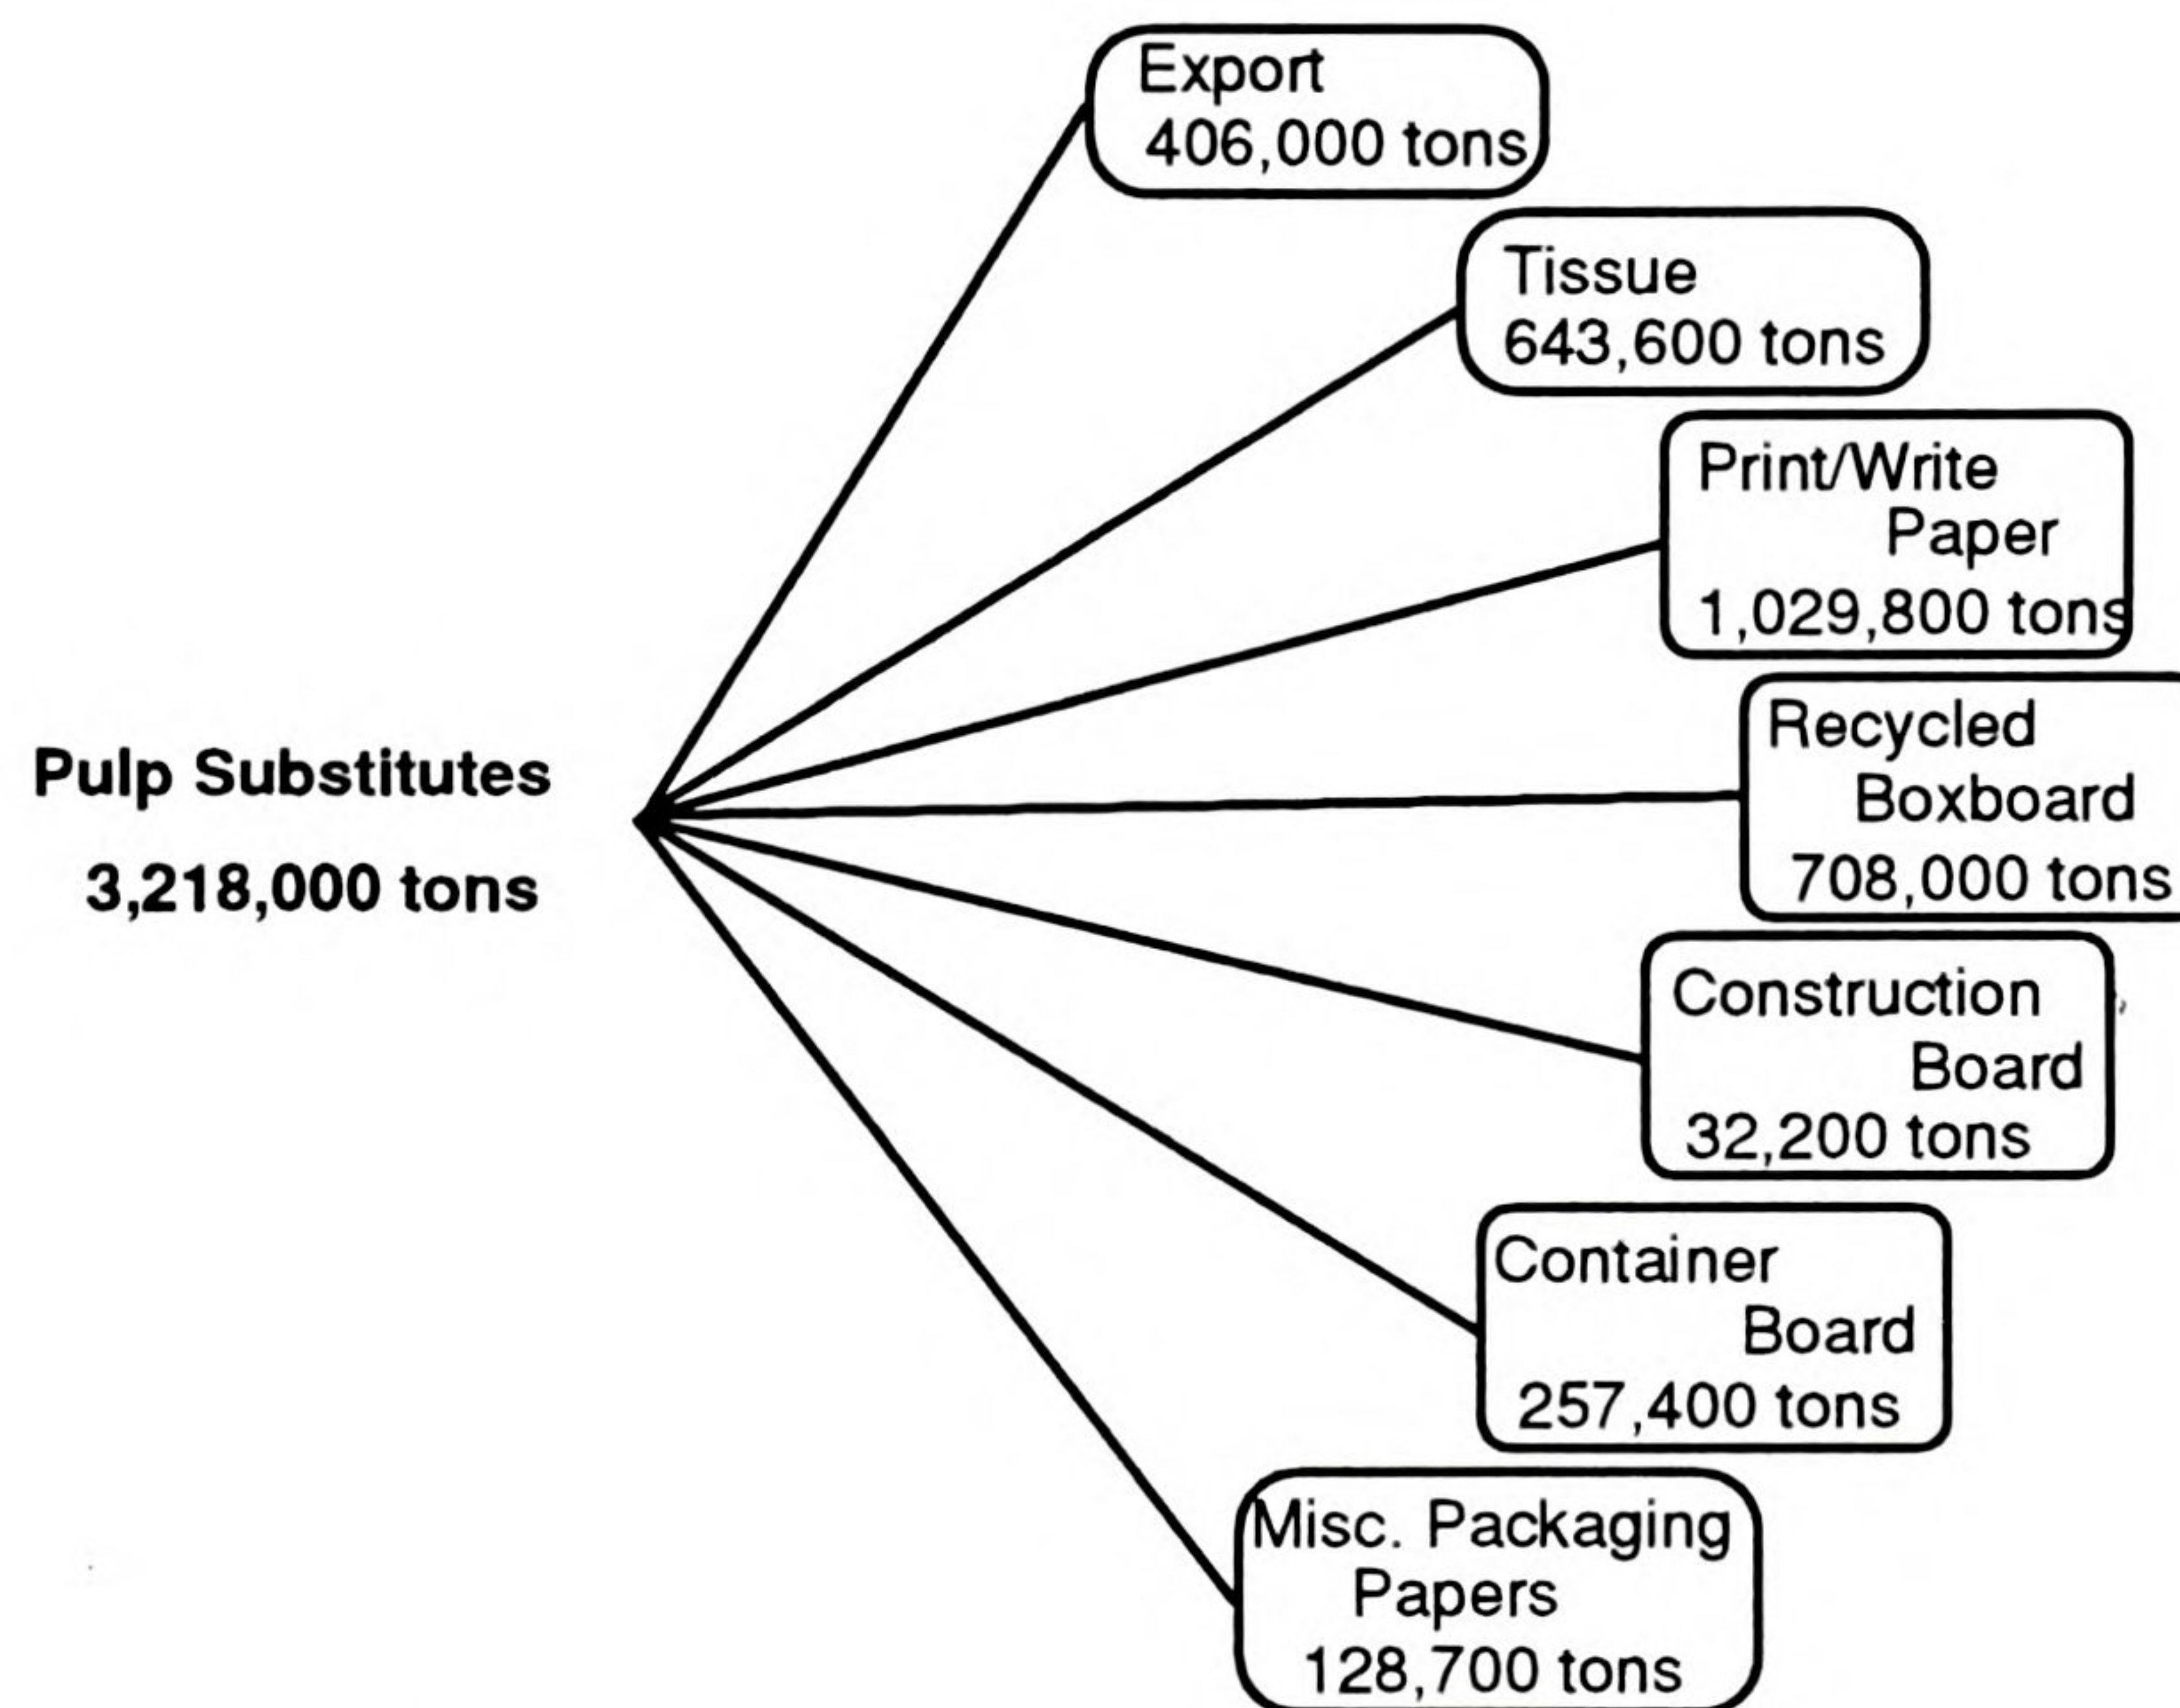 Export
406,000 tons
Tissue
643,600 tons
Print/Write
Paper
1,029,800 tons
Recycled
Boxboard
708,000 tons
Pulp Substitutes
3,218,000 tons
Construction
Board
32,200 tons
Container
Board
257,400 tons
Misc. Packaging
Papers
128,700 tons